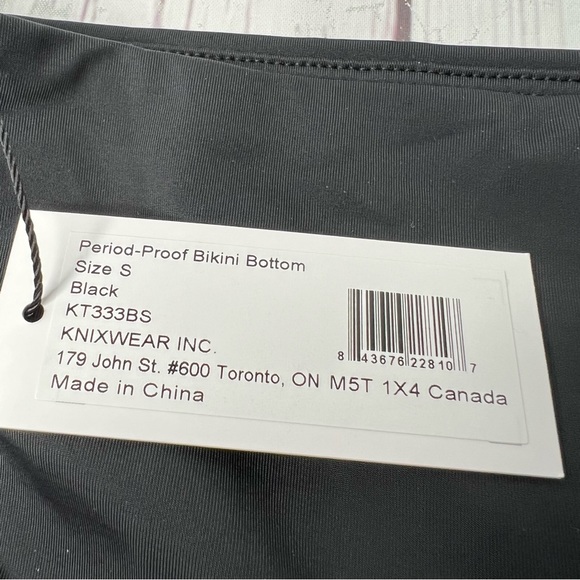 Period-Proof Bikini Bottom
Size S
Black
KT333BS
KNIXWEAR INC.
179 John St. #600 Toronto, ON M5T 1X4 Canada
Made in China
8 43676 22810 7